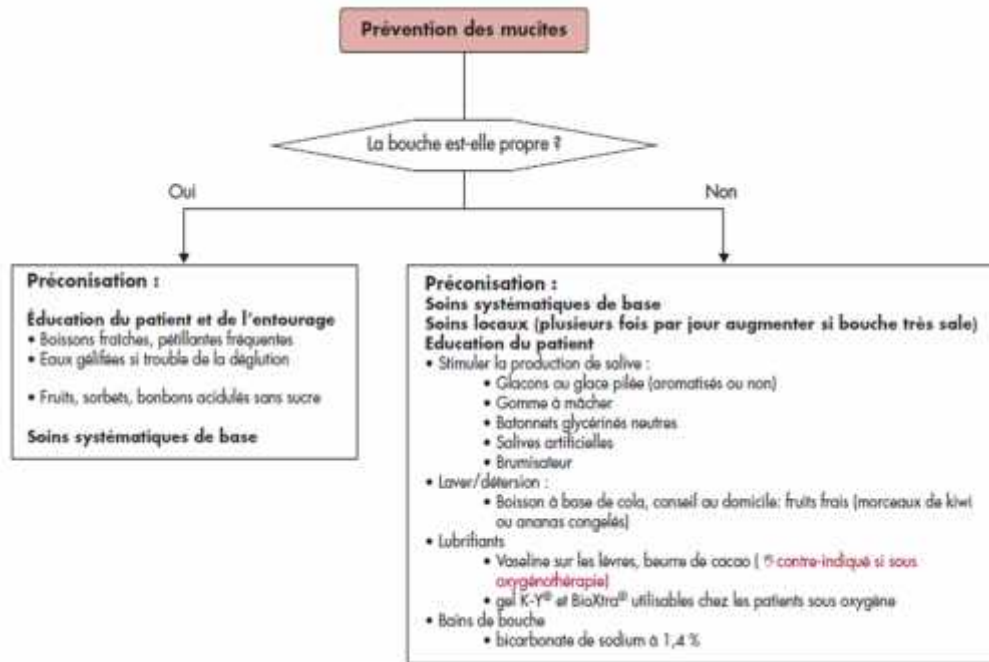 Prévention des mucites
La bouche est-elle propre ?
Oui
Non
Préconisation :
Éducation du patient et de l'entourage
• Boissons fraîches, pétillantes fréquentes
• Eaux gélifiées si trouble de la déglution
• Fruits, sorbets, bonbons acidulés sans sucre
Soins systématiques de base
Préconisation :
Soins systématiques de base
Soins locaux (plusieurs fois par jour augmenter si bouche très sale)
Education du patient
• Stimuler la production de salive :
• Glacons ou glace pilée (aromatisés ou non)
• Gomme à mâcher
• Batonnets glycérinés neutres
• Salives artificielles
• Brumisateur
• Laver/détersion :
• Boisson à base de cola, conseil au domicile: fruits frais (morceaux de kiwi
ou ananas congelés)
• Lubrifiants
• Vaseline sur les lèvres, beurre de cacao ( contre-indiqué si sous
oxygénothérapie)
• gel K-Y® et BioXtra® utilisables chez les patients sous oxygène
• Bains de bouche
• bicarbonate de sodium à 1,4 %